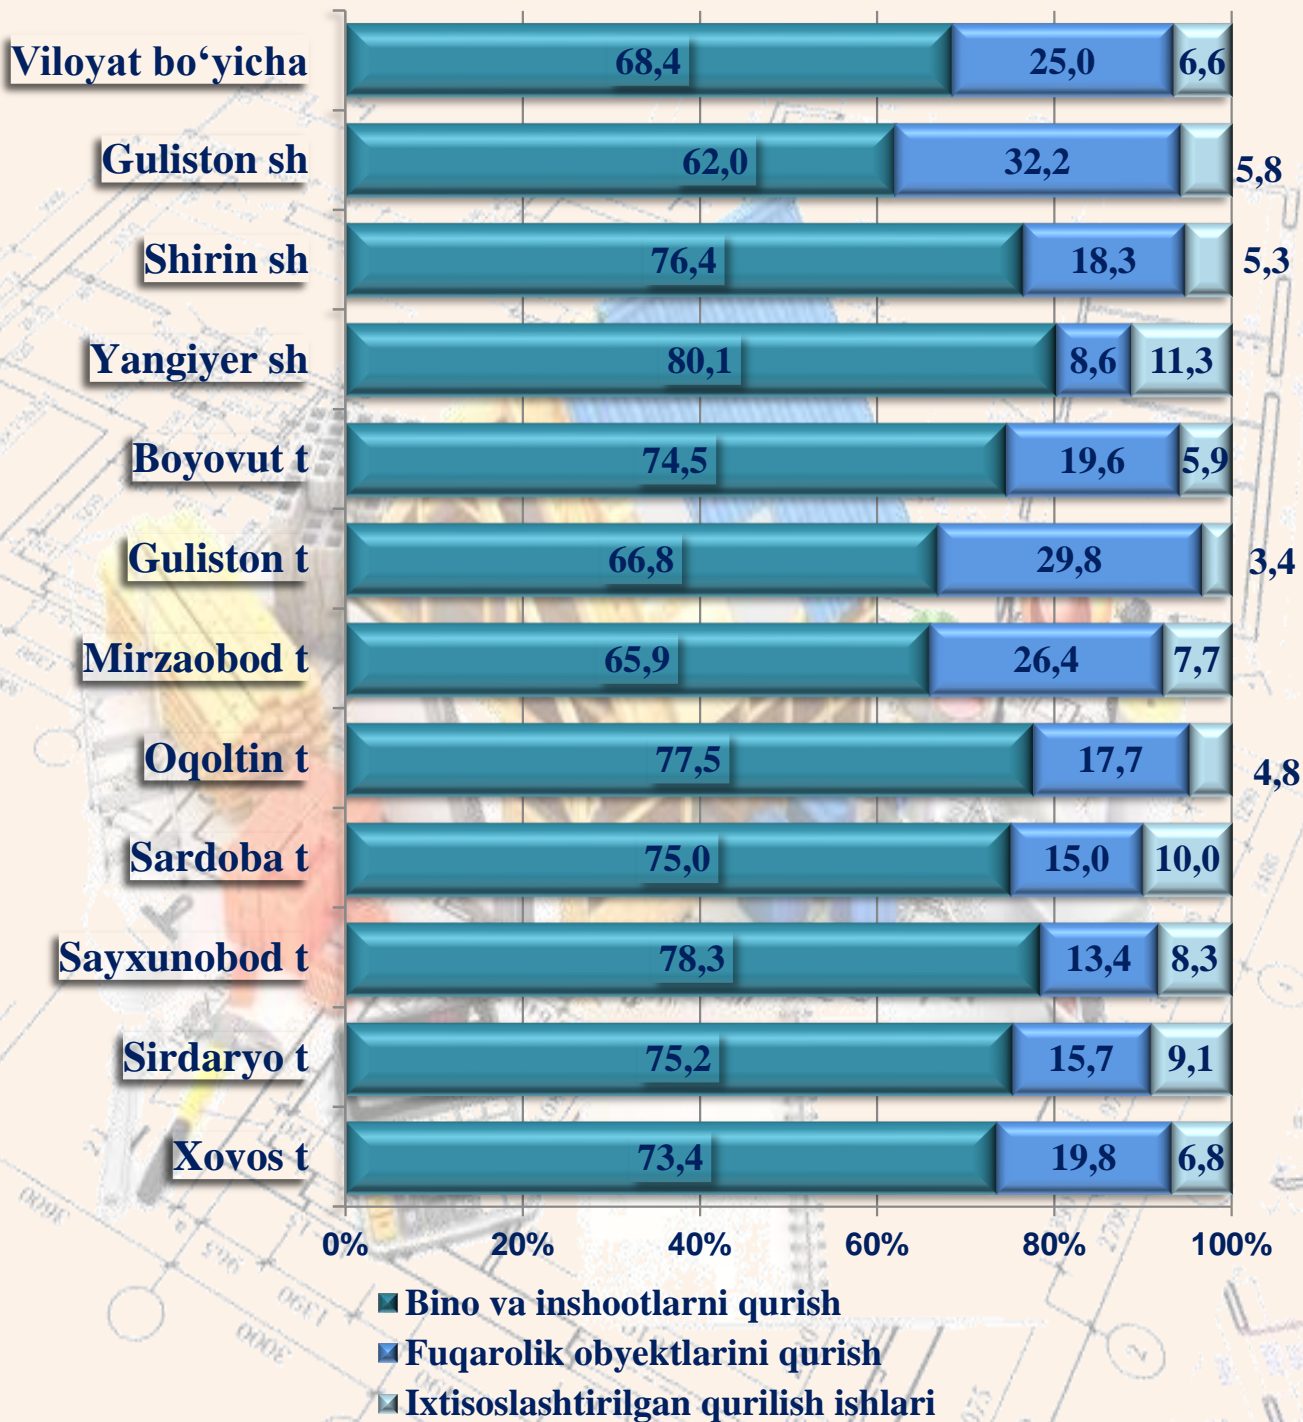 Viloyat bo‘yicha 68,4 25,0 6,6
Guliston sh 62,0 32,2 5,8
Shirin sh 76,4 18,3 5,3
Yangiyer sh 80,1 8,6 11,3
Boyovut t 74,5 19,6 5,9
Guliston t 66,8 29,8 3,4
Mirzaobod t 65,9 26,4 7,7
Oqoltin t 77,5 17,7 4,8
Sardoba t 75,0 15,0 10,0
Sayxunobod t 78,3 13,4 8,3
Sirdaryo t 75,2 15,7 9,1
Xovos t 73,4 19,8 6,8
0% 20% 40% 60% 80% 100%
Bino va inshootlarni qurish
Fuqarolik obyektlarini qurish
Ixtisoslashtirilgan qurilish ishlari